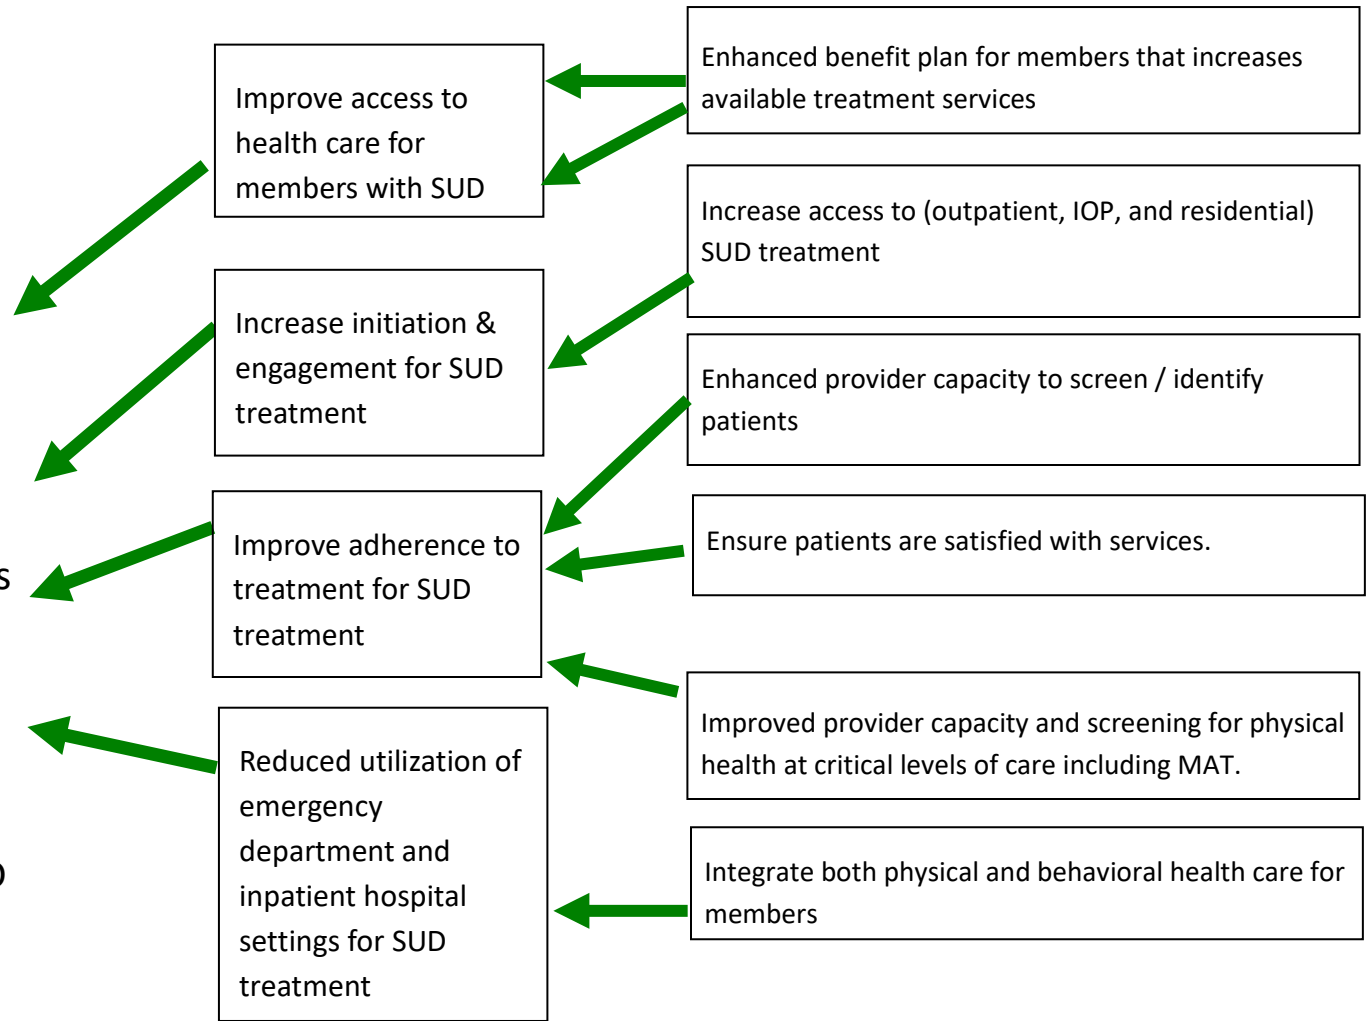 Improve access to
health care for
members with SUD
Increase initiation &
engagement for SUD
treatment
Improve adherence to
treatment for SUD
treatment
Reduced utilization of
emergency
department and
inpatient hospital
settings for SUD
treatment
Enhanced benefit plan for members that increases
available treatment services
Increase access to (outpatient, IOP, and residential)
SUD treatment
Enhanced provider capacity to screen / identify
patients
Ensure patients are satisfied with services.
Improved provider capacity and screening for physical
health at critical levels of care including MAT.
Integrate both physical and behavioral health care for
members